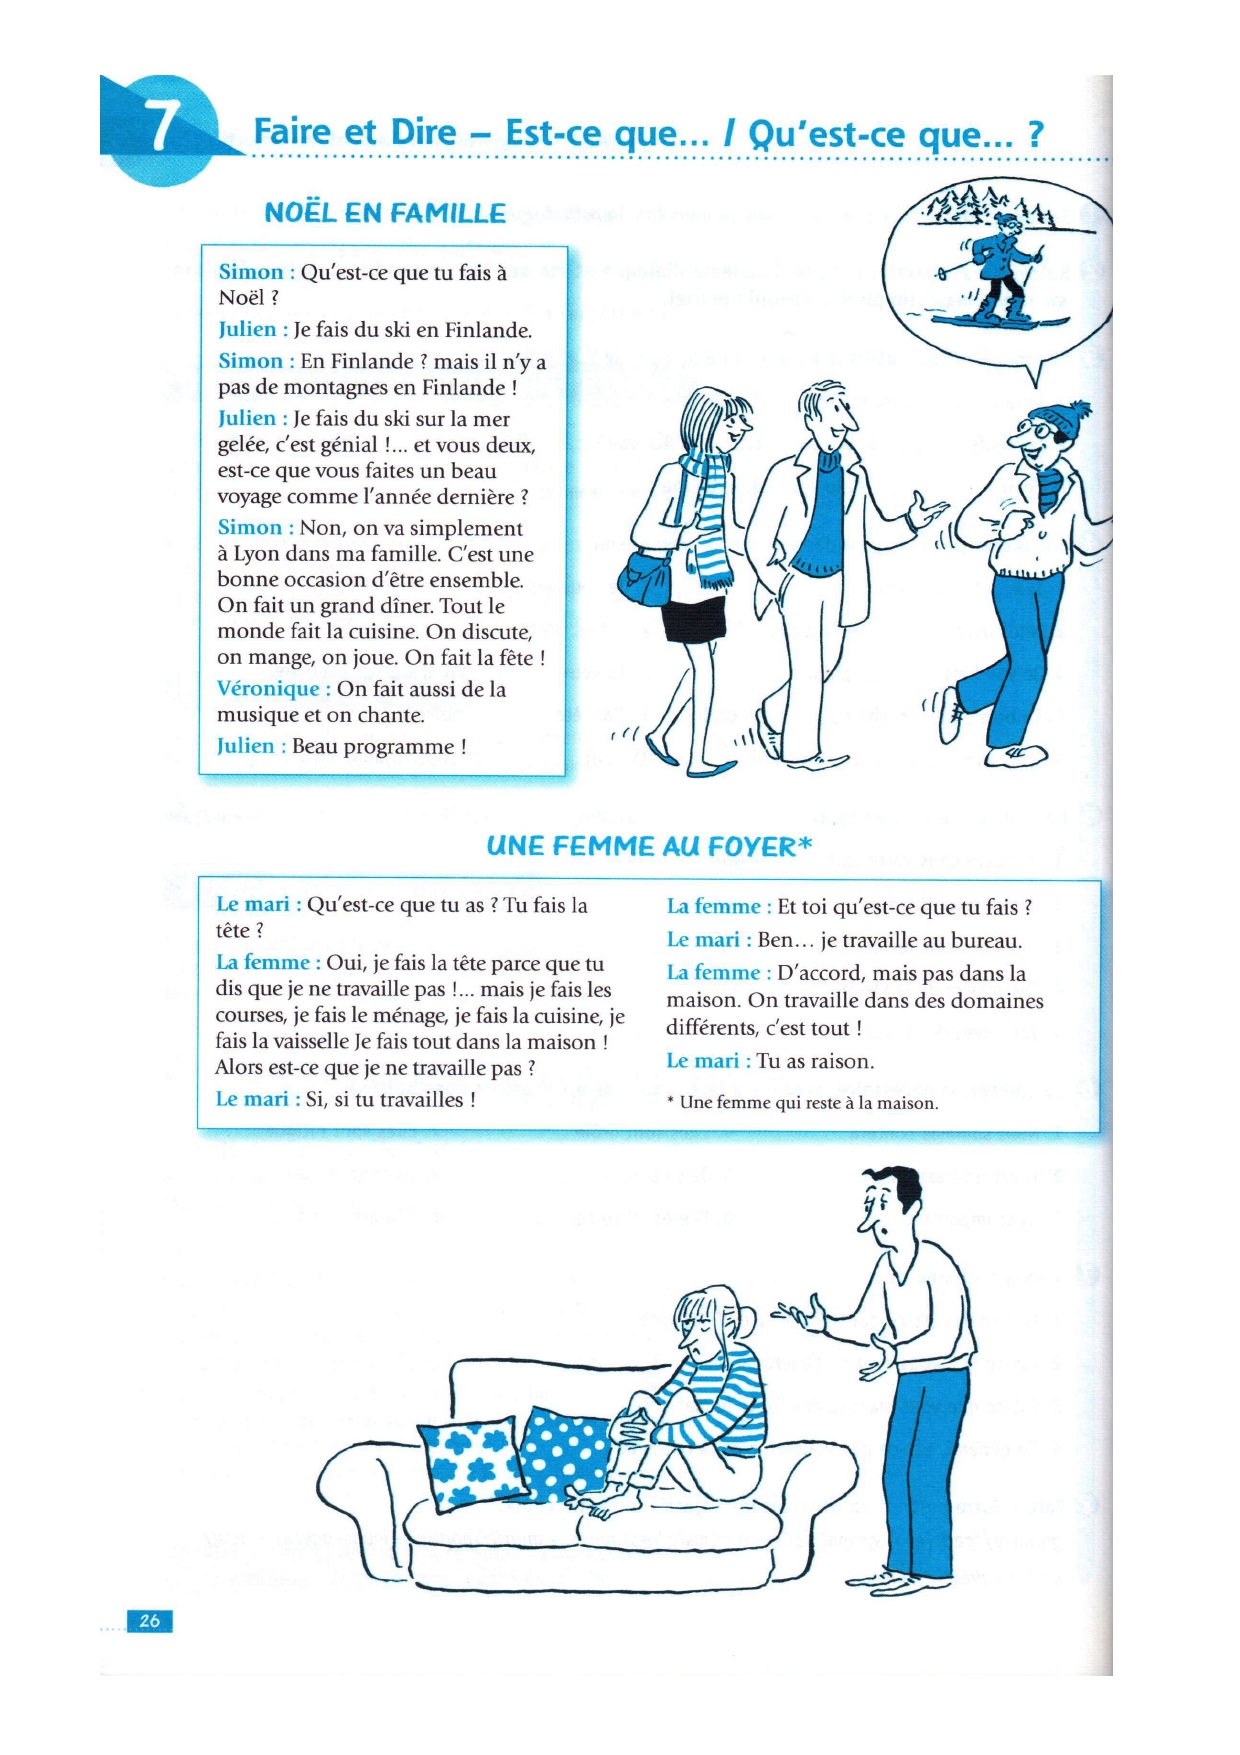 7
Faire et Dire – Est-ce que... / Qu'est-ce que... ?
NOËL EN FAMILLE
Simon : Qu'est-ce que tu fais à
Noël ?
Julien : Je fais du ski en Finlande.
Simon : En Finlande ? mais il n'y a
pas de montagnes en Finlande !
Julien : Je fais du ski sur la mer
gelée, c'est génial !... et vous deux,
est-ce que vous faites un beau
voyage comme l'année dernière ?
Simon : Non, on va simplement
à Lyon dans ma famille. C'est une
bonne occasion d'être ensemble.
On fait un grand dîner. Tout le
monde fait la cuisine. On discute,
on mange, on joue. On fait la fête !
Véronique : On fait aussi de la
musique et on chante.
Julien : Beau programme !
UNE FEMME AU FOYER*
Le mari : Qu'est-ce que tu as ? Tu fais la
tête ?
La femme : Oui, je fais la tête parce que tu
dis que je ne travaille pas !... mais je fais les
courses, je fais le ménage, je fais la cuisine, je
fais la vaisselle Je fais tout dans la maison !
Alors est-ce que je ne travaille pas ?
Le mari : Si, si tu travailles !
La femme : Et toi qu'est-ce que tu fais ?
Le mari : Ben... je travaille au bureau.
La femme : D'accord, mais pas dans la
maison. On travaille dans des domaines
différents, c'est tout !
Le mari : Tu as raison.
* Une femme qui reste à la maison.
26